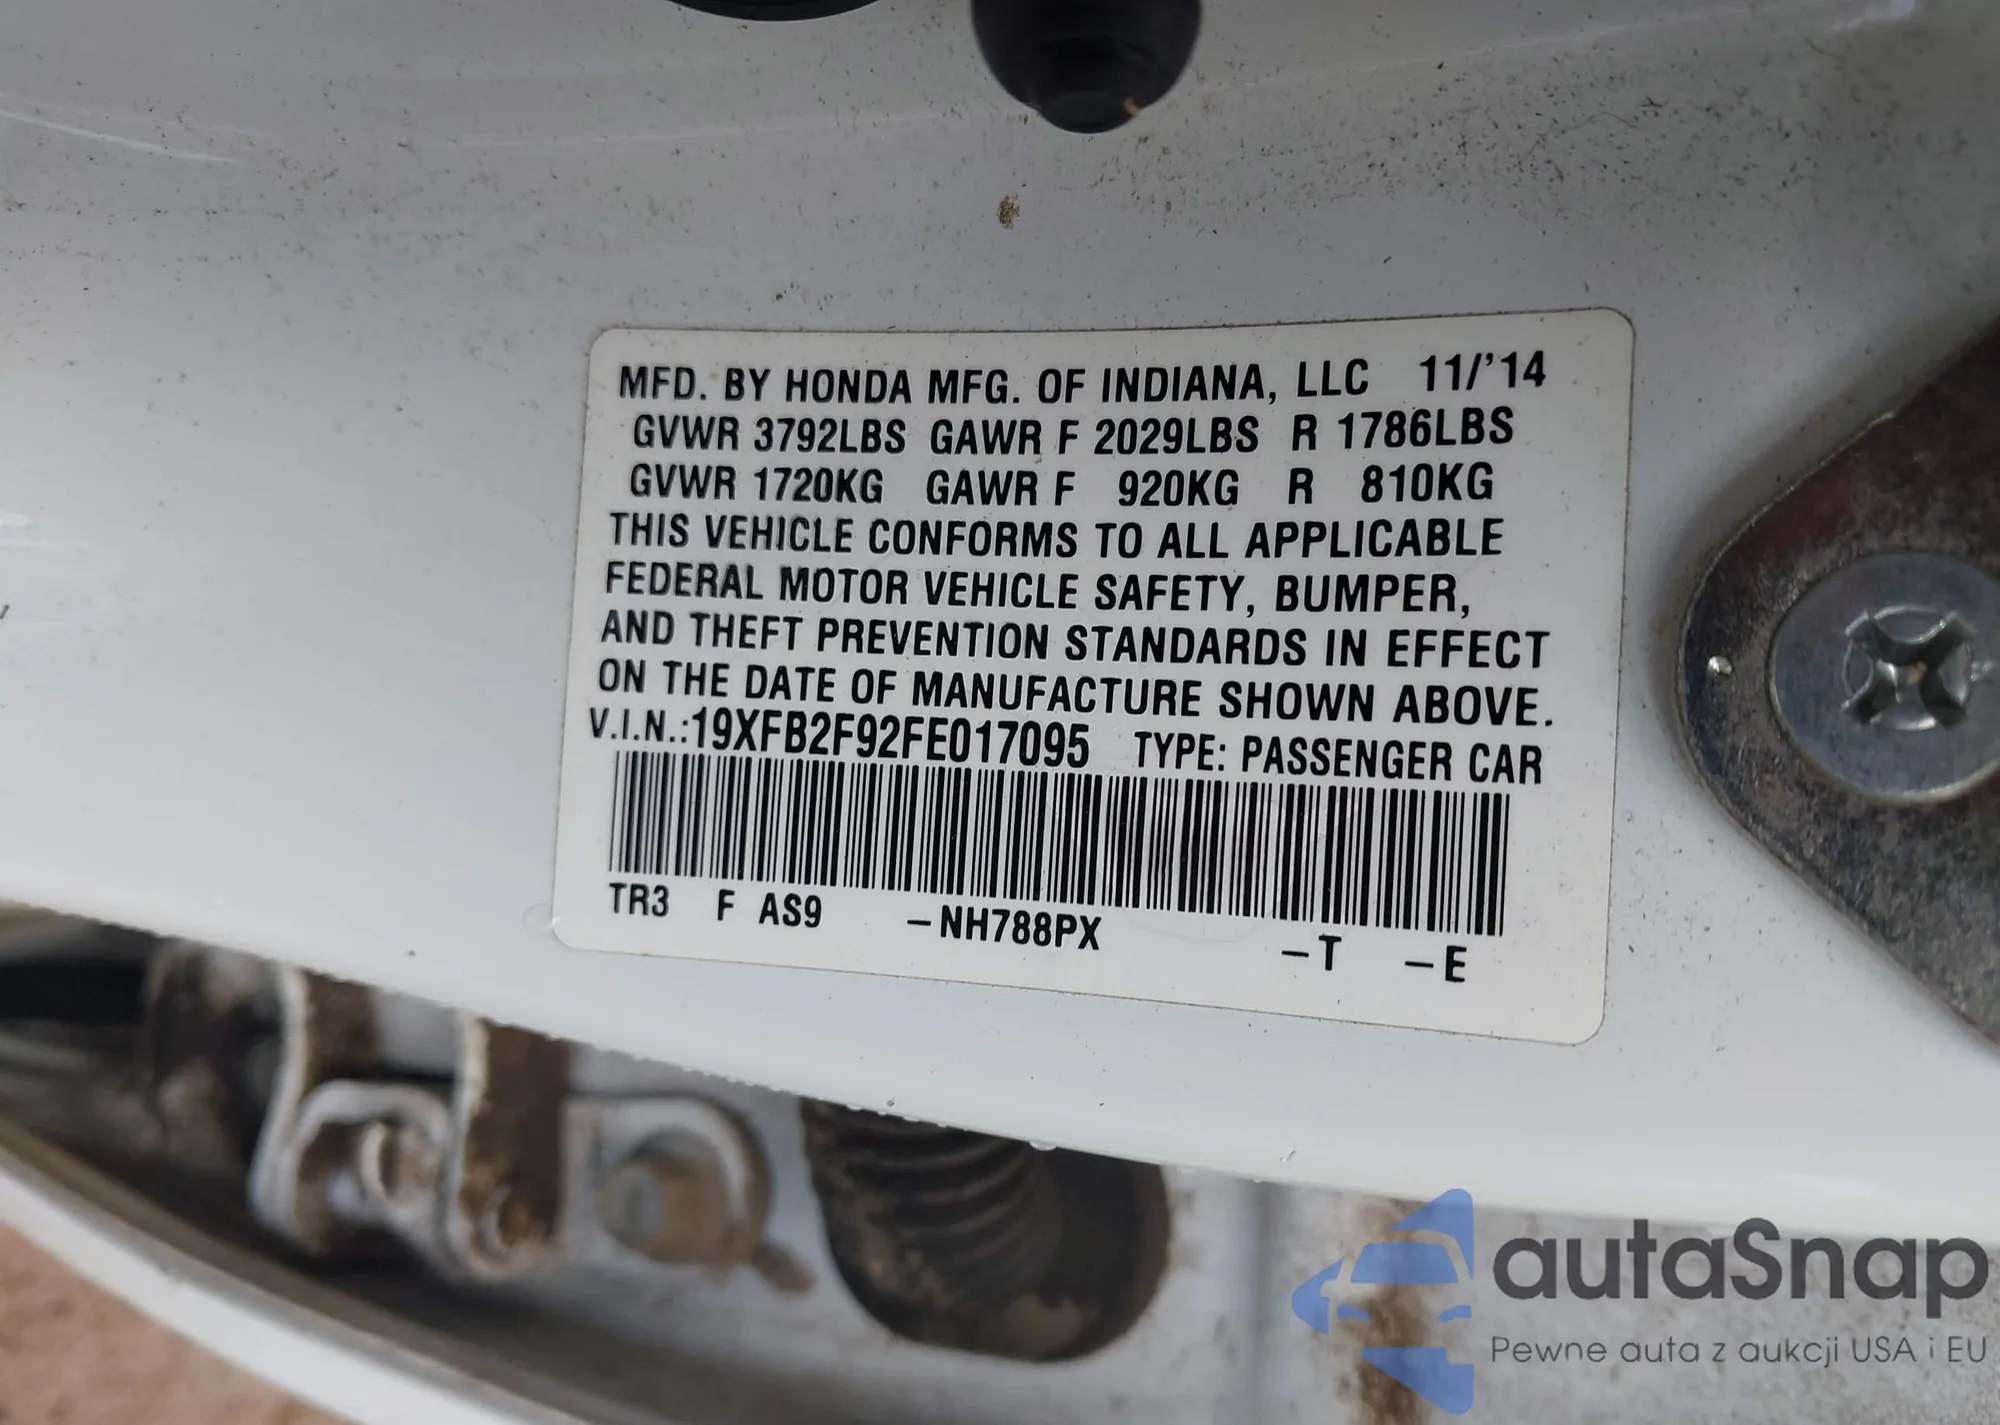 MFD. BY HONDA MFG. OF INDIANA, LLC 11/'14
GVWR 3792LBS GAWR F 2029LBS R 1786LBS
GVWR 1720KG GAWR F 920KG R 810KG
THIS VEHICLE CONFORMS TO ALL APPLICABLE
FEDERAL MOTOR VEHICLE SAFETY, BUMPER,
AND THEFT PREVENTION STANDARDS IN EFFECT
ON THE DATE OF MANUFACTURE SHOWN ABOVE.
V.I.N.:19XFB2F92FE017095 TYPE: PASSENGER CAR
TR3 F AS9 –NH788PX –T –E
autaSnap
Pewne auta z aukcji USA i EU